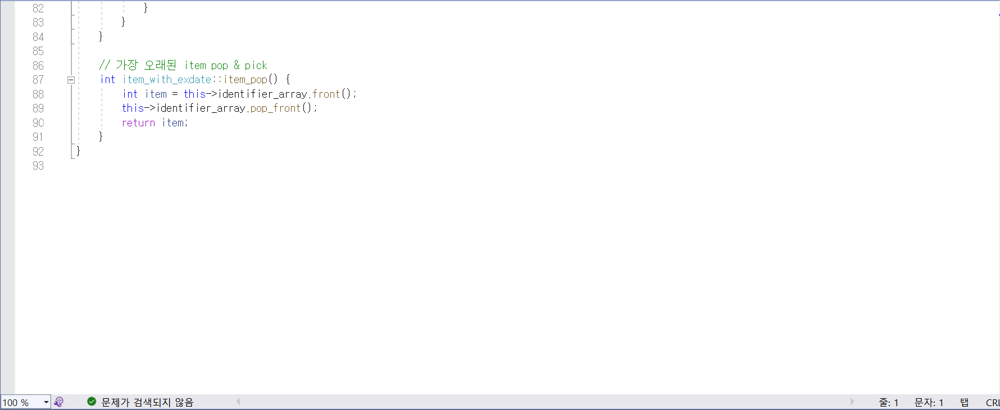 82 }
83 }
84 }
85
86 // 가장 오래된 item pop & pick
87 int item_with_exdate::item_pop() {
88 int item = this->identifier_array.front();
89 this->identifier_array.pop_front();
90 return item;
91 }
92 }
93
100 % 문제가 검색되지 않음 줄: 1 문자: 1 탭